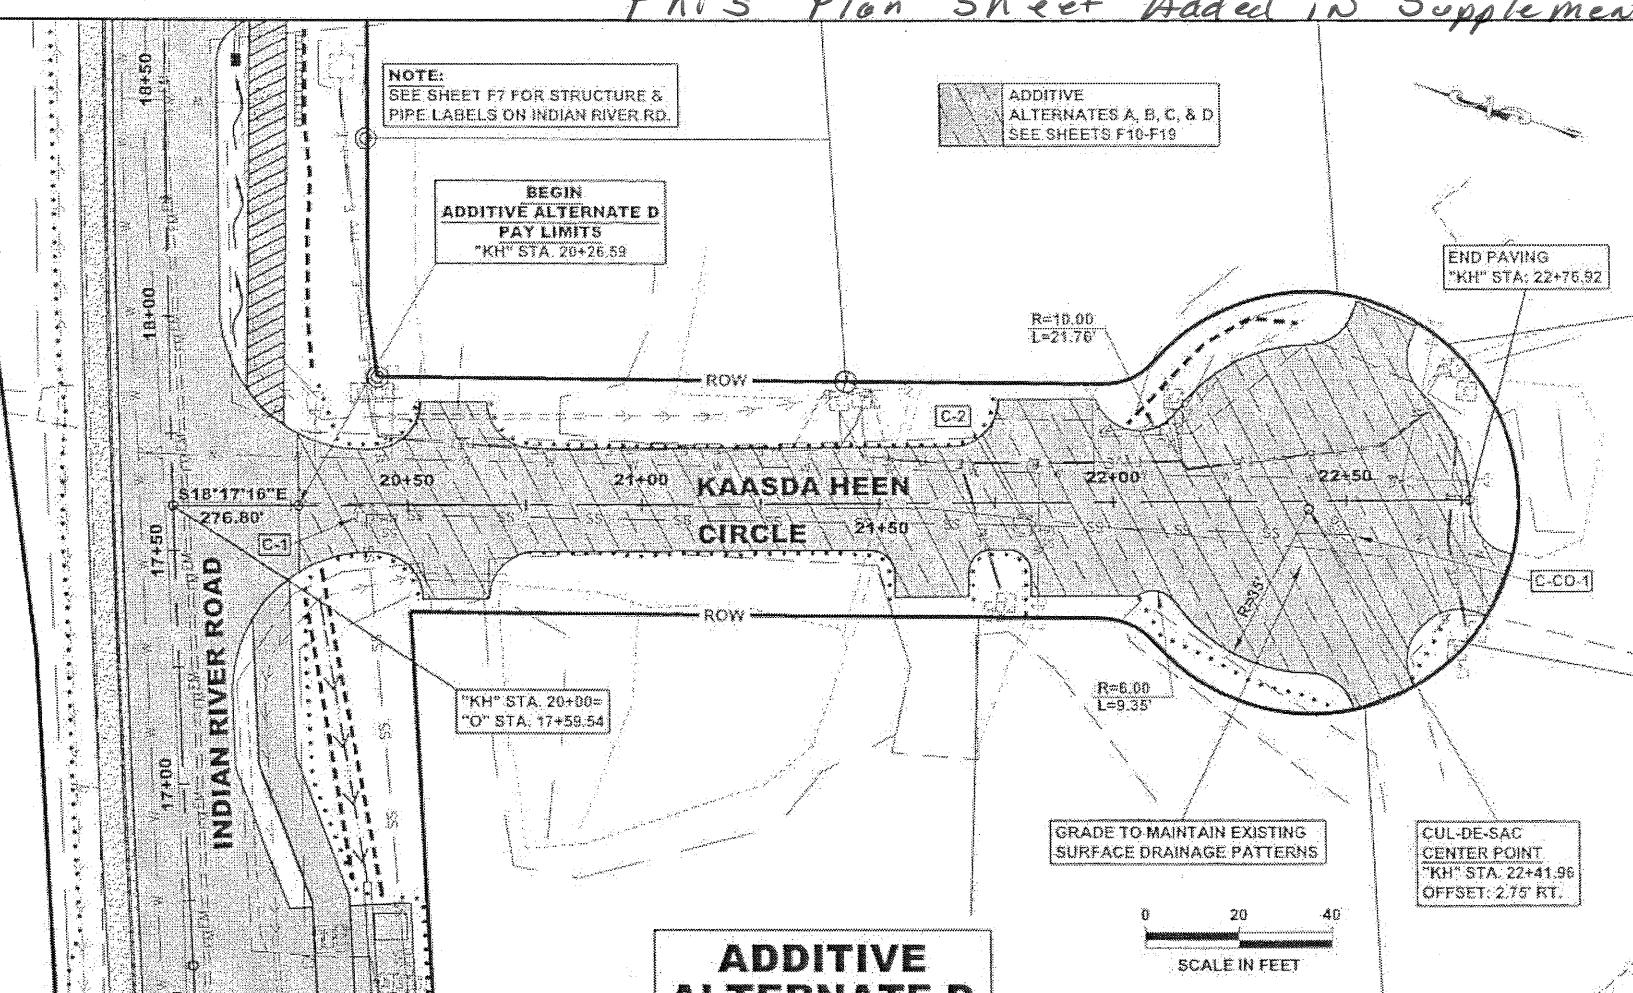 This Plan Sheet Added in Supplemen
NOTE:
SEE SHEET F7 FOR STRUCTURE &
PIPE LABELS ON INDIAN RIVER RD.
ADDITIVE
ALTERNATES A, B, C, & D
SEE SHEETS F10-F19
BEGIN
ADDITIVE ALTERNATE D
PAY LIMITS
"KH" STA. 20+26.59
END PAVING
"KH" STA: 22+76.92
18+50
18+00
17+50
17+00
INDIAN RIVER ROAD
R=10.00
L=21.76'
ROW
C-2
20+50
21+00
KAASDA HEEN
CIRCLE
21+50
22+00
22+50
S18°17'16"E
276.80'
C-1
C-CO-1
R=35'
ROW
"KH" STA. 20+00=
"O" STA. 17+59.54
R=6.00
L=9.35'
GRADE TO MAINTAIN EXISTING
SURFACE DRAINAGE PATTERNS
CUL-DE-SAC
CENTER POINT
"KH" STA. 22+41.96
OFFSET: 2.75' RT.
0 20 40
SCALE IN FEET
ADDITIVE
ALTERNATE D